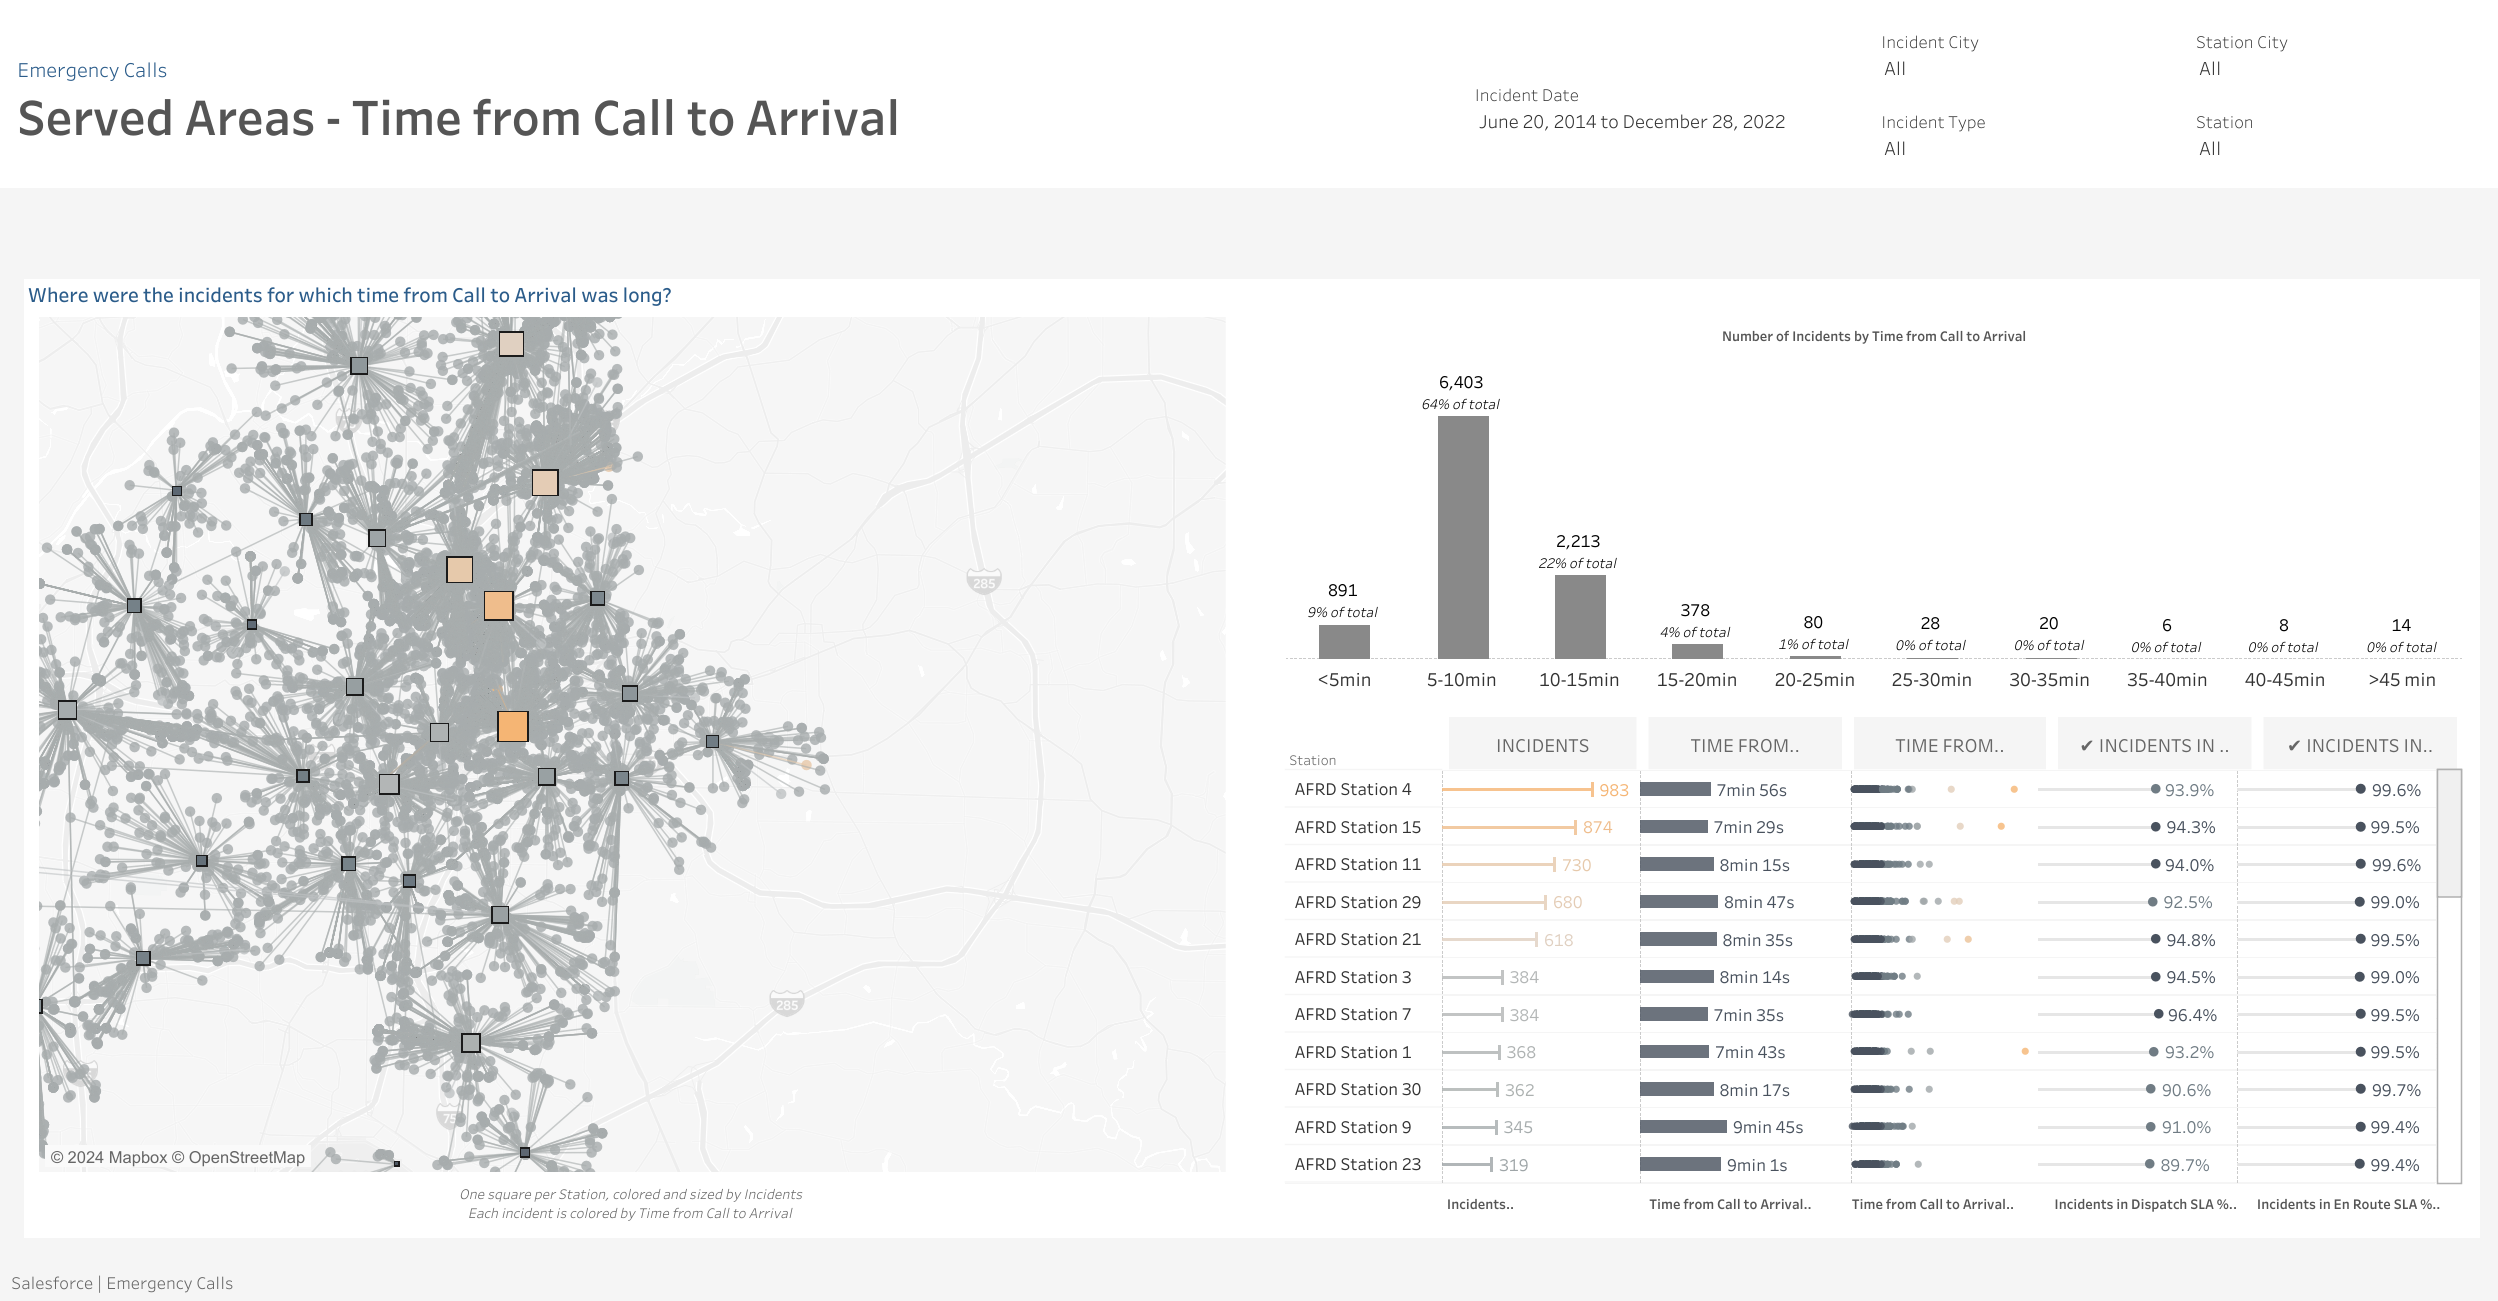 Emergency Calls
Served Areas - Time from Call to Arrival
Incident Date
June 20, 2014 to December 28, 2022
Incident City
All
Station City
All
Incident Type
All
Station
All
Where were the incidents for which time from Call to Arrival was long?
285
285
75
© 2024 Mapbox © OpenStreetMap
One square per Station, colored and sized by Incidents
Each incident is colored by Time from Call to Arrival
Number of Incidents by Time from Call to Arrival
891
9% of total
6,403
64% of total
2,213
22% of total
378
4% of total
80
1% of total
28
0% of total
20
0% of total
6
0% of total
8
0% of total
14
0% of total
<5min 5-10min 10-15min 15-20min 20-25min 25-30min 30-35min 35-40min 40-45min >45 min
Station INCIDENTS TIME FROM.. TIME FROM.. ✔ INCIDENTS IN .. ✔ INCIDENTS IN..
AFRD Station 4 983 7min 56s 93.9% 99.6%
AFRD Station 15 874 7min 29s 94.3% 99.5%
AFRD Station 11 730 8min 15s 94.0% 99.6%
AFRD Station 29 680 8min 47s 92.5% 99.0%
AFRD Station 21 618 8min 35s 94.8% 99.5%
AFRD Station 3 384 8min 14s 94.5% 99.0%
AFRD Station 7 384 7min 35s 96.4% 99.5%
AFRD Station 1 368 7min 43s 93.2% 99.5%
AFRD Station 30 362 8min 17s 90.6% 99.7%
AFRD Station 9 345 9min 45s 91.0% 99.4%
AFRD Station 23 319 9min 1s 89.7% 99.4%
Incidents.. Time from Call to Arrival.. Time from Call to Arrival.. Incidents in Dispatch SLA %.. Incidents in En Route SLA %..
Salesforce | Emergency Calls